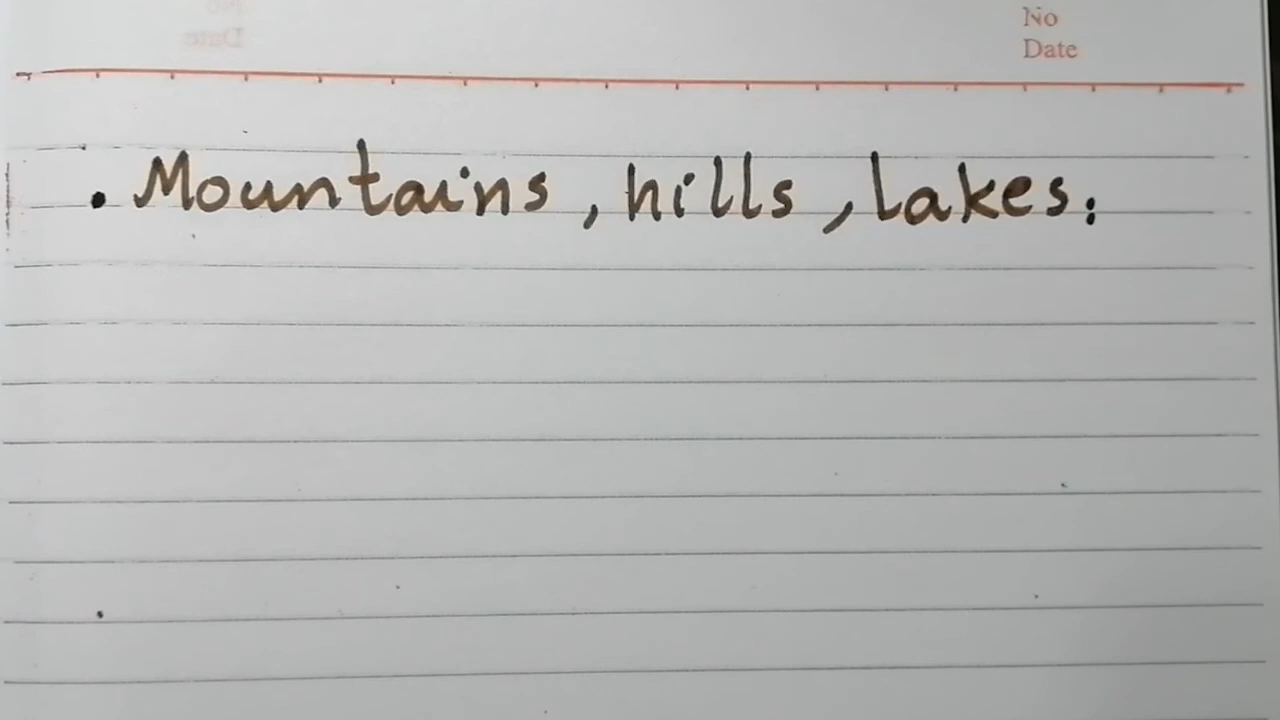 No
Date
. Mountains , hills , lakes :